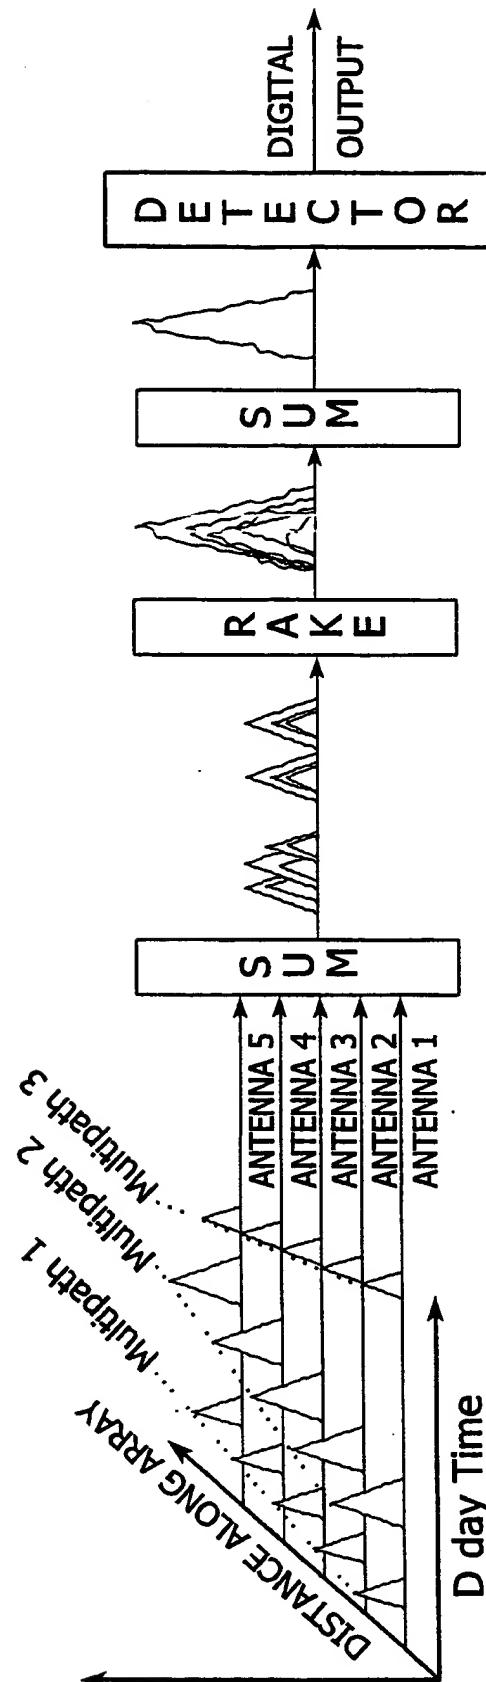 Multipath 1
Multipath 2
Multipath 3
DISTANCE ALONG ARRAY
ANTENNA 5
ANTENNA 4
ANTENNA 3
ANTENNA 2
ANTENNA 1
D day Time
SUM
RAKE
SUM
DETECTOR
DIGITAL
OUTPUT